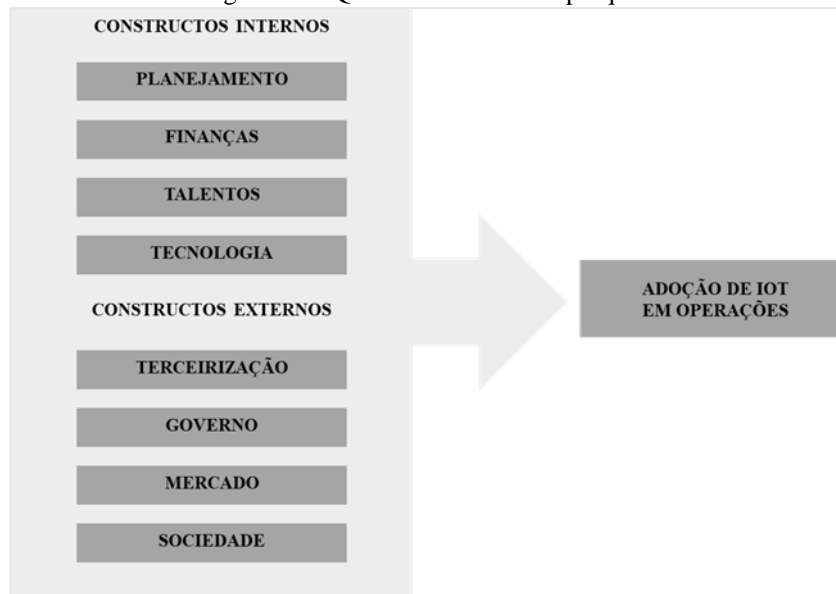 CONSTRUCTOS INTERNOS
PLANEJAMENTO
FINANÇAS
TALENTOS
TECNOLOGIA
CONSTRUCTOS EXTERNOS
TERCEIRIZAÇÃO
GOVERNO
MERCADO
SOCIEDADE
ADOÇÃO DE IOT
EM OPERAÇÕES